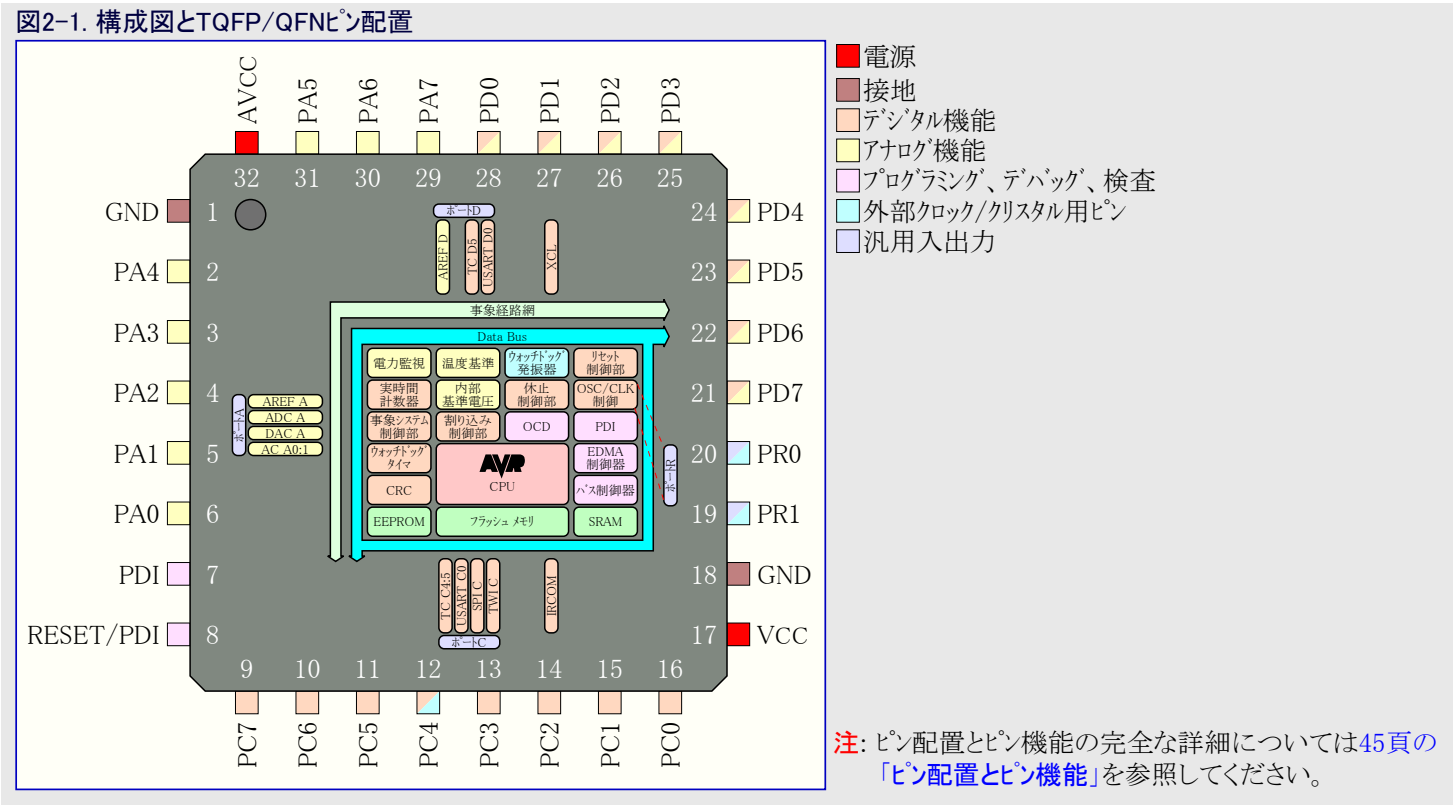 図2-1. 構成図とTQFP/QFNピン配置
AVCC
PA5
PA6
PA7
PD0
PD1
PD2
PD3
32
31
30
29
28
27
26
25
GND
1
PA4
2
PA3
3
PA2
4
PA1
5
PA0
6
PDI
7
RESET/PDI
8
24
PD4
23
PD5
22
PD6
21
PD7
20
PR0
19
PR1
18
GND
17
VCC
9
10
11
12
13
14
15
16
PC7
PC6
PC5
PC4
PC3
PC2
PC1
PC0
ポートD
AREF D
TC D5
USART D0
XCL
事象経路網
Data Bus
電力監視
温度基準
ウォッチドッグ
発振器
リセット
制御部
実時間
計数器
内部
基準電圧
休止
制御部
OSC/CLK
制御
事象システム
制御部
割り込み
制御部
OCD
PDI
ウォッチドッグ
タイマ
AVR
CPU
EDMA
制御器
CRC
バス制御器
EEPROM
フラッシュ メモリ
SRAM
ポートA
AREF A
ADC A
DAC A
AC A0:1
ポートR
TC C4:5
USART C0
SPI C
TWI C
IRCOM
ポートC
電源
接地
デジタル機能
アナログ機能
プログラミング、デバッグ、検査
外部クロック/クリスタル用ピン
汎用入出力
注: ピン配置とピン機能の完全な詳細については45頁の
「ピン配置とピン機能」を参照してください。